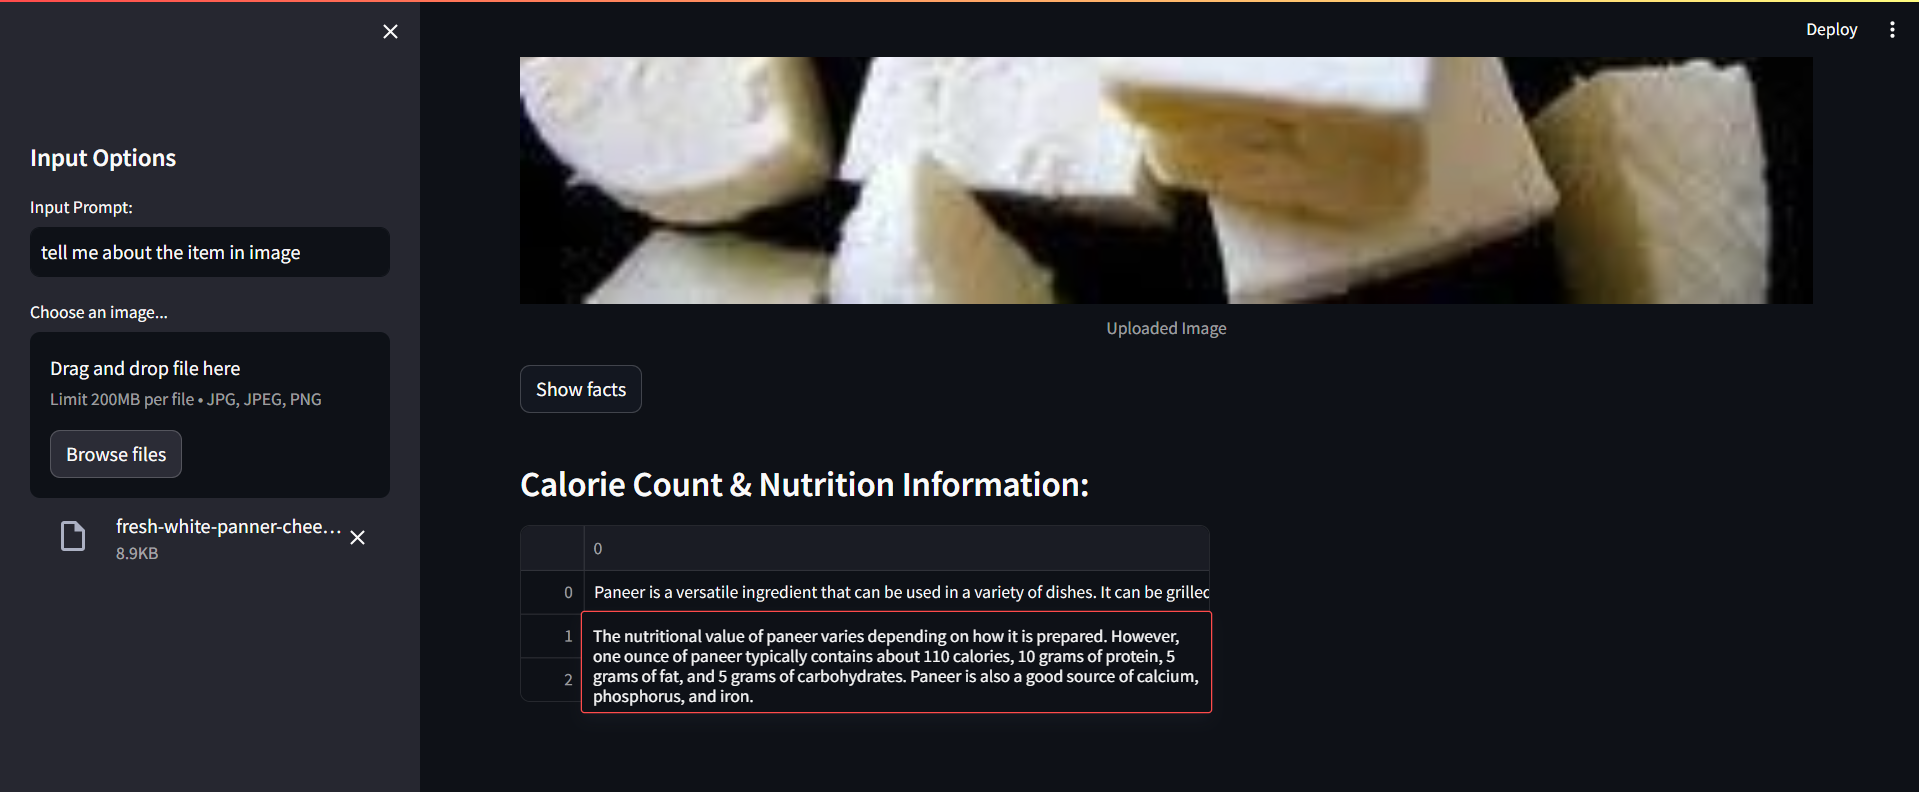 Deploy
Input Options
Input Prompt:
tell me about the item in image
Choose an image...
Drag and drop file here
Limit 200MB per file • JPG, JPEG, PNG
Browse files
fresh-white-panner-chee...
8.9KB
Uploaded Image
Show facts
Calorie Count & Nutrition Information:
0
0 Paneer is a versatile ingredient that can be used in a variety of dishes. It can be grilled
1 The nutritional value of paneer varies depending on how it is prepared. However,
one ounce of paneer typically contains about 110 calories, 10 grams of protein, 5
2 grams of fat, and 5 grams of carbohydrates. Paneer is also a good source of calcium,
phosphorus, and iron.